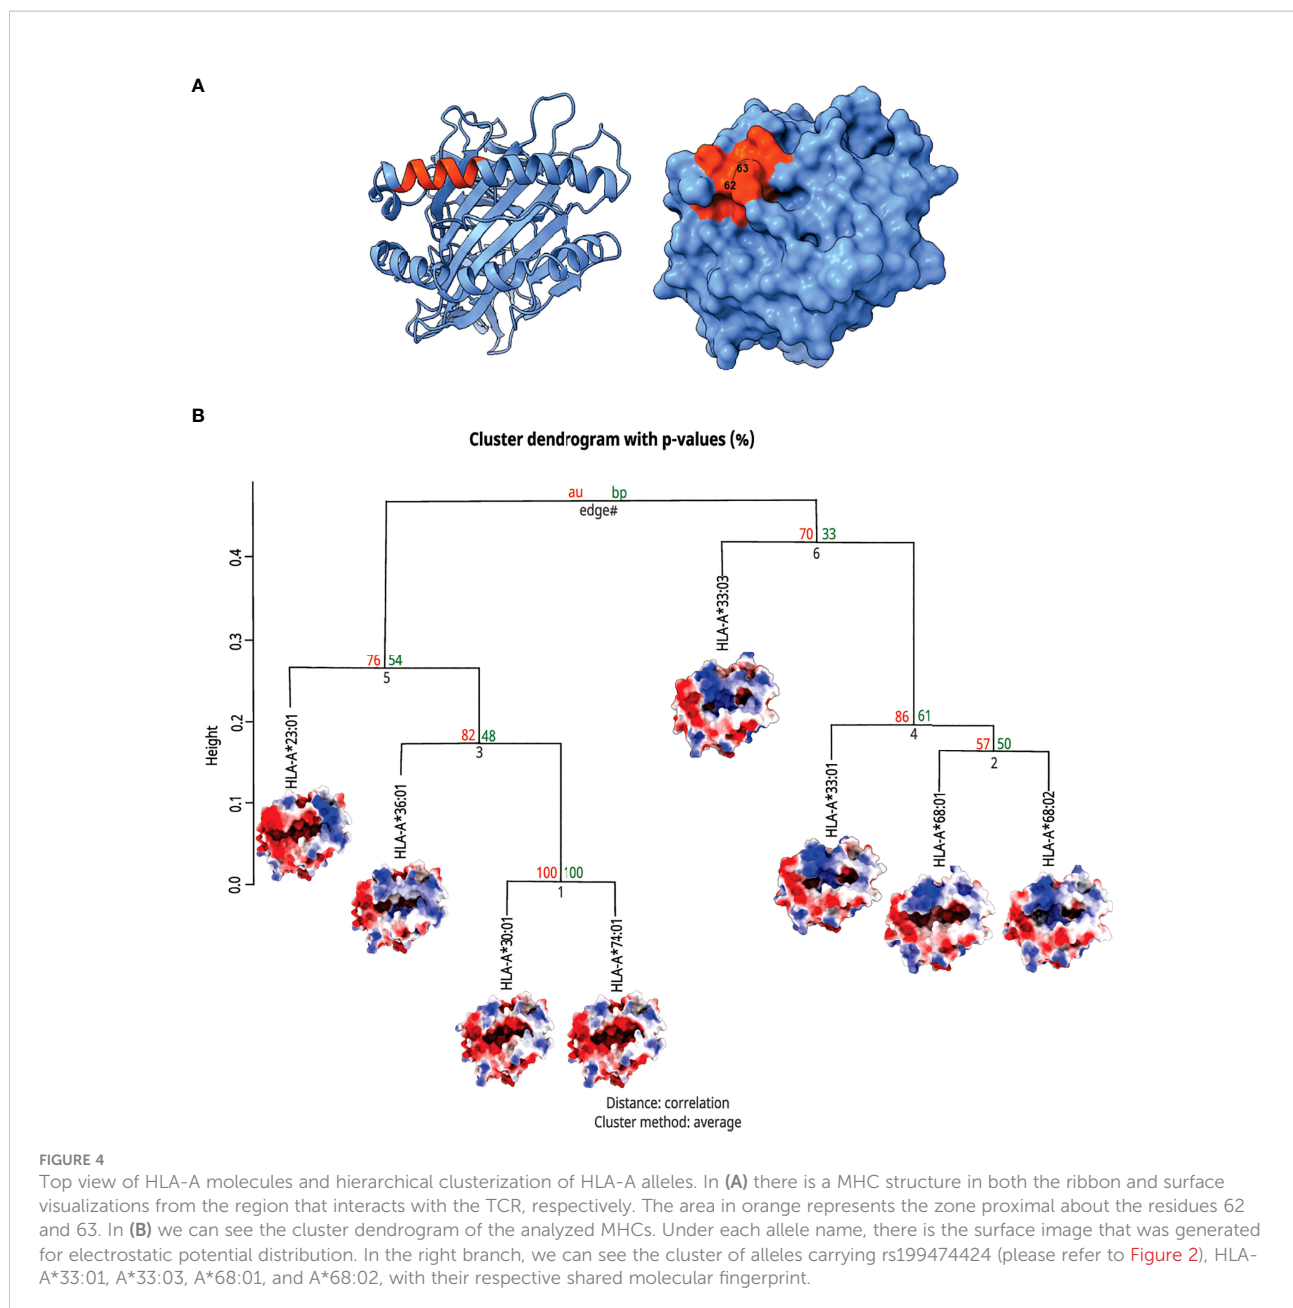 A
63
62
B
Cluster dendrogram with p-values (%)
au bp
edge#
70 33
6
0.4
HLA-A*33:03
0.3
76 54
5
86 61
4
0.2
82 48
3
57 50
2
Height
HLA-A*23:01
HLA-A*36:01
HLA-A*33:01
HLA-A*68:01
HLA-A*68:02
0.1
0.0
100 100
1
HLA-A*30:01
HLA-A*74:01
Distance: correlation
Cluster method: average
FIGURE 4
Top view of HLA-A molecules and hierarchical clusterization of HLA-A alleles. In (A) there is a MHC structure in both the ribbon and surface
visualizations from the region that interacts with the TCR, respectively. The area in orange represents the zone proximal about the residues 62
and 63. In (B) we can see the cluster dendrogram of the analyzed MHCs. Under each allele name, there is the surface image that was generated
for electrostatic potential distribution. In the right branch, we can see the cluster of alleles carrying rs199474424 (please refer to Figure 2), HLA-
A*33:01, A*33:03, A*68:01, and A*68:02, with their respective shared molecular fingerprint.